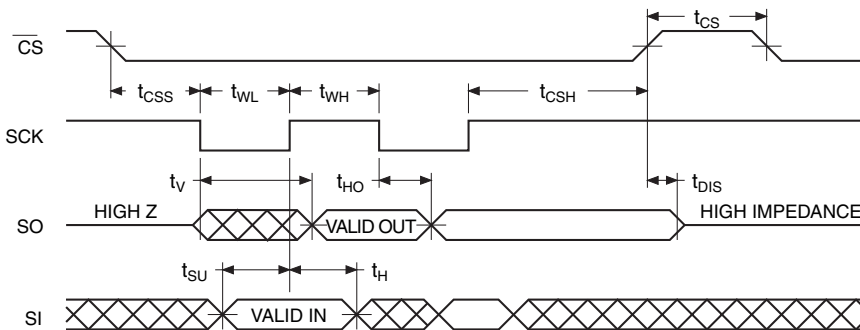 t_CS
CS
t_CSS t_WL t_WH t_CSH
SCK
t_V t_HO t_DIS
HIGH Z VALID OUT HIGH IMPEDANCE
SO
t_SU t_H
SI VALID IN